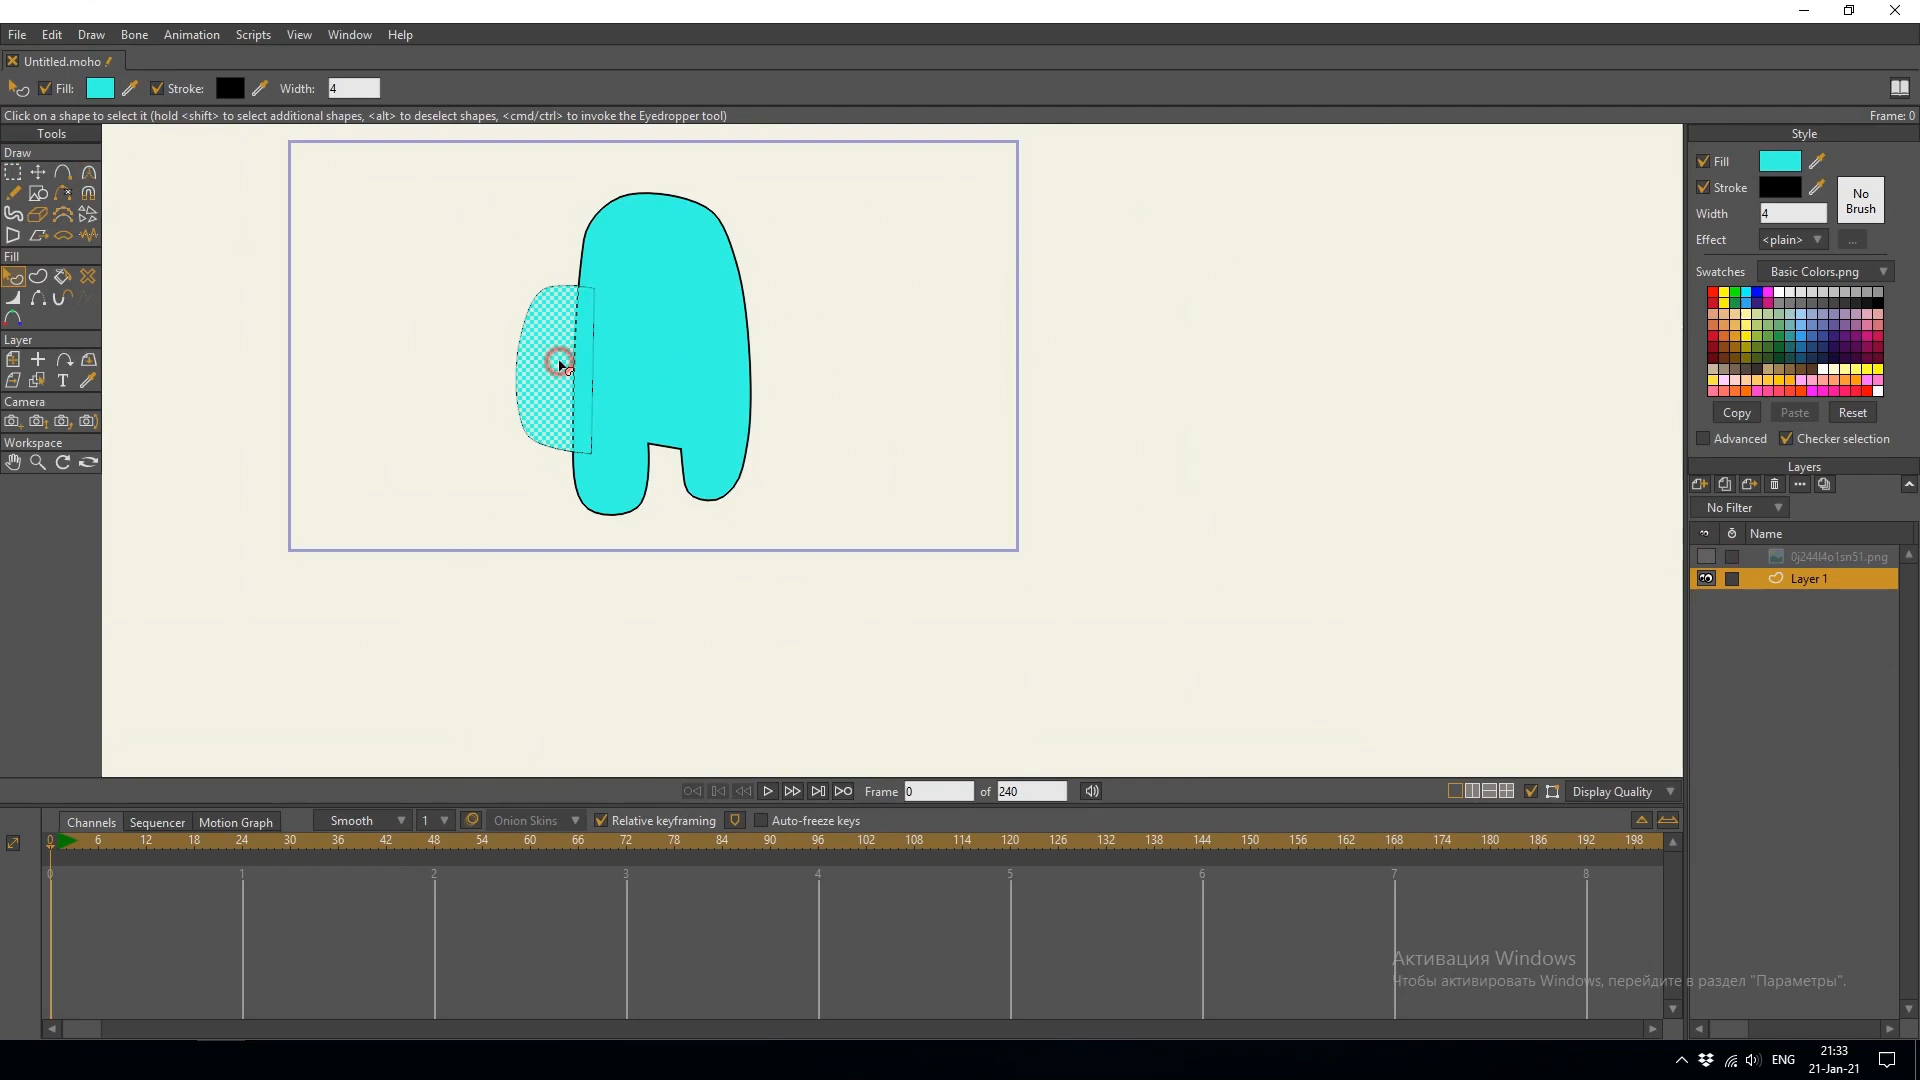 File Edit Draw Bone Animation Scripts View Window Help
Untitled.moho
Fill: Stroke: Width: 4
Click on a shape to select it (hold <shift> to select additional shapes, <alt> to deselect shapes, <cmd/ctrl> to invoke the Eyedropper tool) Frame: 0
Tools
Draw
Fill
Layer
Camera
Workspace
Style
Fill
Stroke
No Brush
Width 4
Effect <plain> ...
Swatches Basic Colors.png
Copy Paste Reset
Advanced Checker selection
Layers
No Filter
Name
0j244l4o1sn51.png
Layer 1
Frame 0 of 240 Display Quality
Channels Sequencer Motion Graph Smooth 1 Onion Skins Relative keyframing Auto-freeze keys
0 6 12 18 24 30 36 42 48 54 60 66 72 78 84 90 96 102 108 114 120 126 132 138 144 150 156 162 168 174 180 186 192 198
0 1 2 3 4 5 6 7 8
Активация Windows
Чтобы активировать Windows, перейдите в раздел "Параметры".
ENG
21:33
21-Jan-21